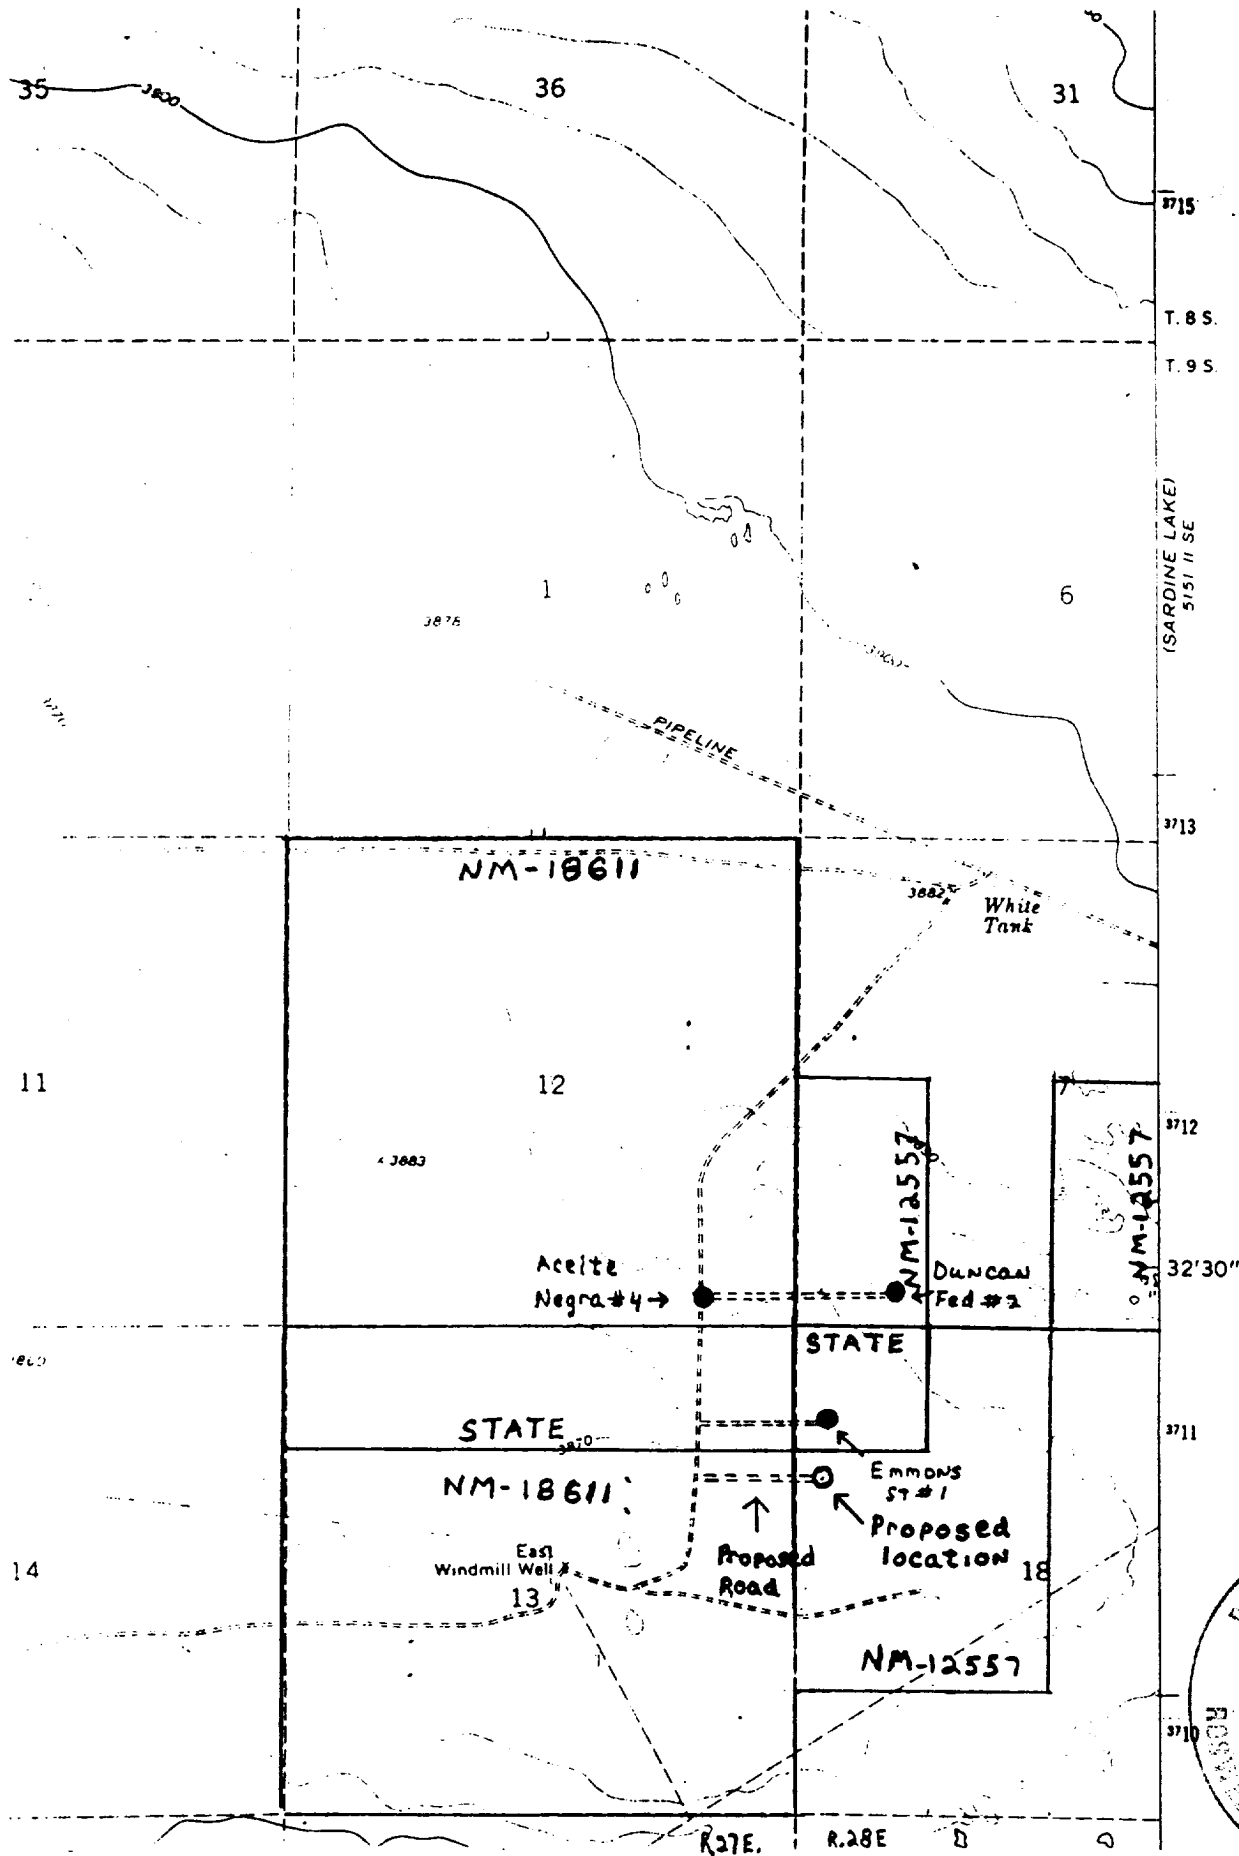 35
3800
36
31
3715
T. 8 S.
T. 9 S.
(SARDINE LAKE)
5151 II SE
1
6
3878
PIPELINE
3713
NM-18611
3882
White
Tank
11
12
7
3712
3883
NM-12557
NM-12557
Aceite
Negra #4 →
Duncan
Fed #2
32'30"
STATE
STATE
3870
3711
NM-18611
Emmons
ST #1
Proposed
location
Proposed
Road
East
Windmill Well
14
13
18
NM-12557
3710
R.27E.
R.28E